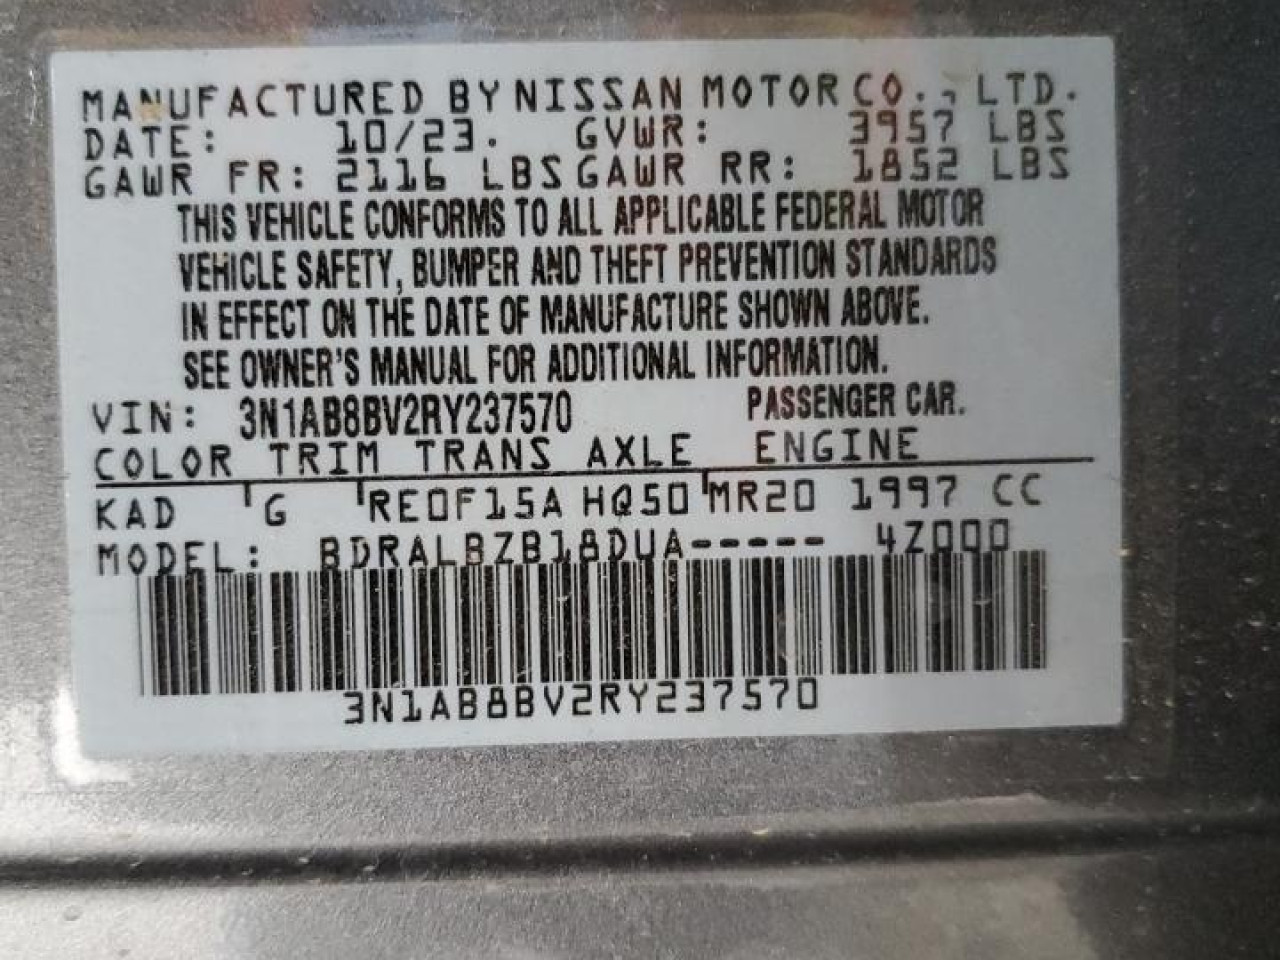 MANUFACTURED BY NISSAN MOTOR CO., LTD.
DATE: 10/23. GVWR: 3957 LBS
GAWR FR: 2116 LBS GAWR RR: 1852 LBS
THIS VEHICLE CONFORMS TO ALL APPLICABLE FEDERAL MOTOR
VEHICLE SAFETY, BUMPER AND THEFT PREVENTION STANDARDS
IN EFFECT ON THE DATE OF MANUFACTURE SHOWN ABOVE.
SEE OWNER'S MANUAL FOR ADDITIONAL INFORMATION.
VIN: 3N1AB8BV2RY237570 PASSENGER CAR.
COLOR TRIM TRANS AXLE ENGINE
KAD G RE0F15A HQ50 MR20 1997 CC
MODEL: BDRALBZB18DUA----- 4Z000
3N1AB8BV2RY237570